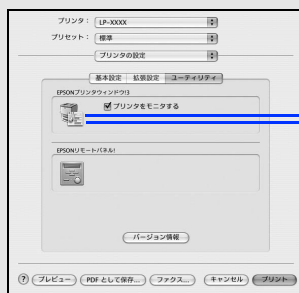 プリンタ： LP-XXXX
プリセット： 標準
プリンタの設定
基本設定 拡張設定 ユーティリティ
EPSONプリンタウィンドウ!3
プリンタをモニタする
EPSONリモートパネル!
バージョン情報
? プレビュー PDF として保存... ファクス... キャンセル プリント